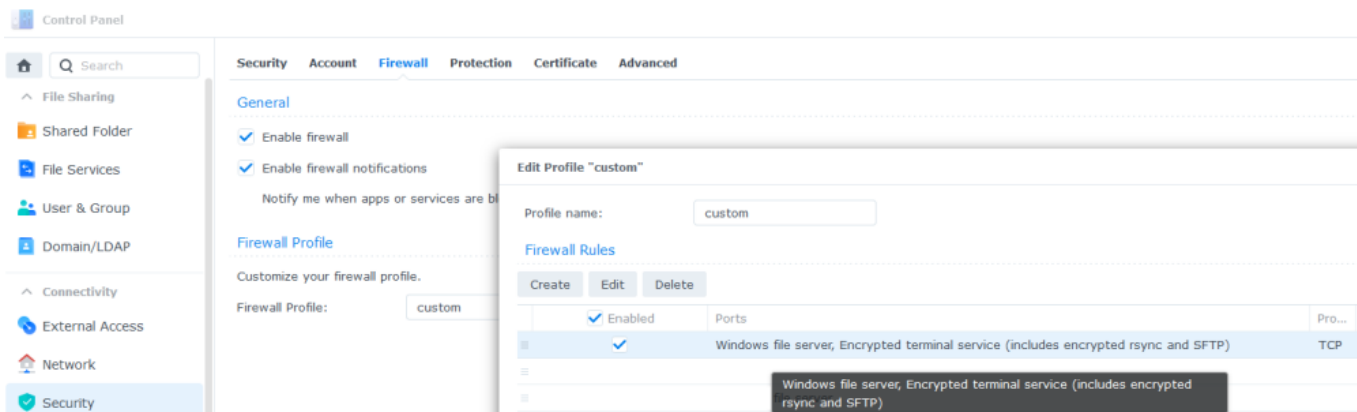 Control Panel
Search
File Sharing
Shared Folder
File Services
User & Group
Domain/LDAP
Connectivity
External Access
Network
Security
Security Account Firewall Protection Certificate Advanced
General
Enable firewall
Enable firewall notifications
Notify me when apps or services are bl
Firewall Profile
Customize your firewall profile.
Firewall Profile: custom
Edit Profile "custom"
Profile name: custom
Firewall Rules
Create Edit Delete
Enabled Ports Pro...
Windows file server, Encrypted terminal service (includes encrypted rsync and SFTP) TCP
Windows file server, Encrypted terminal service (includes encrypted
rsync and SFTP)